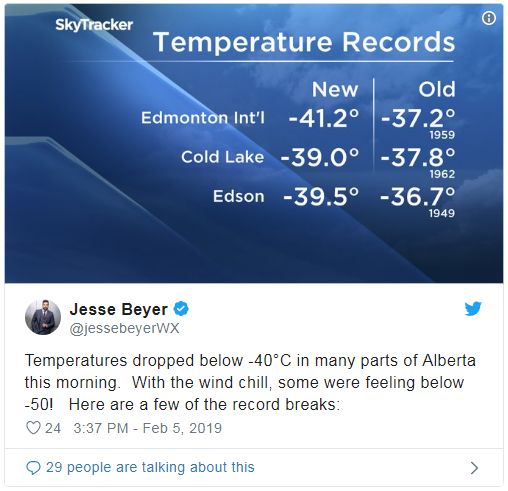 SkyTracker
Temperature Records
New Old
Edmonton Int'l -41.2° -37.2°
1959
Cold Lake -39.0° -37.8°
1962
Edson -39.5° -36.7°
1949
Jesse Beyer
@jessebeyerWX
Temperatures dropped below -40°C in many parts of Alberta
this morning. With the wind chill, some were feeling below
-50! Here are a few of the record breaks:
24 3:37 PM - Feb 5, 2019
29 people are talking about this